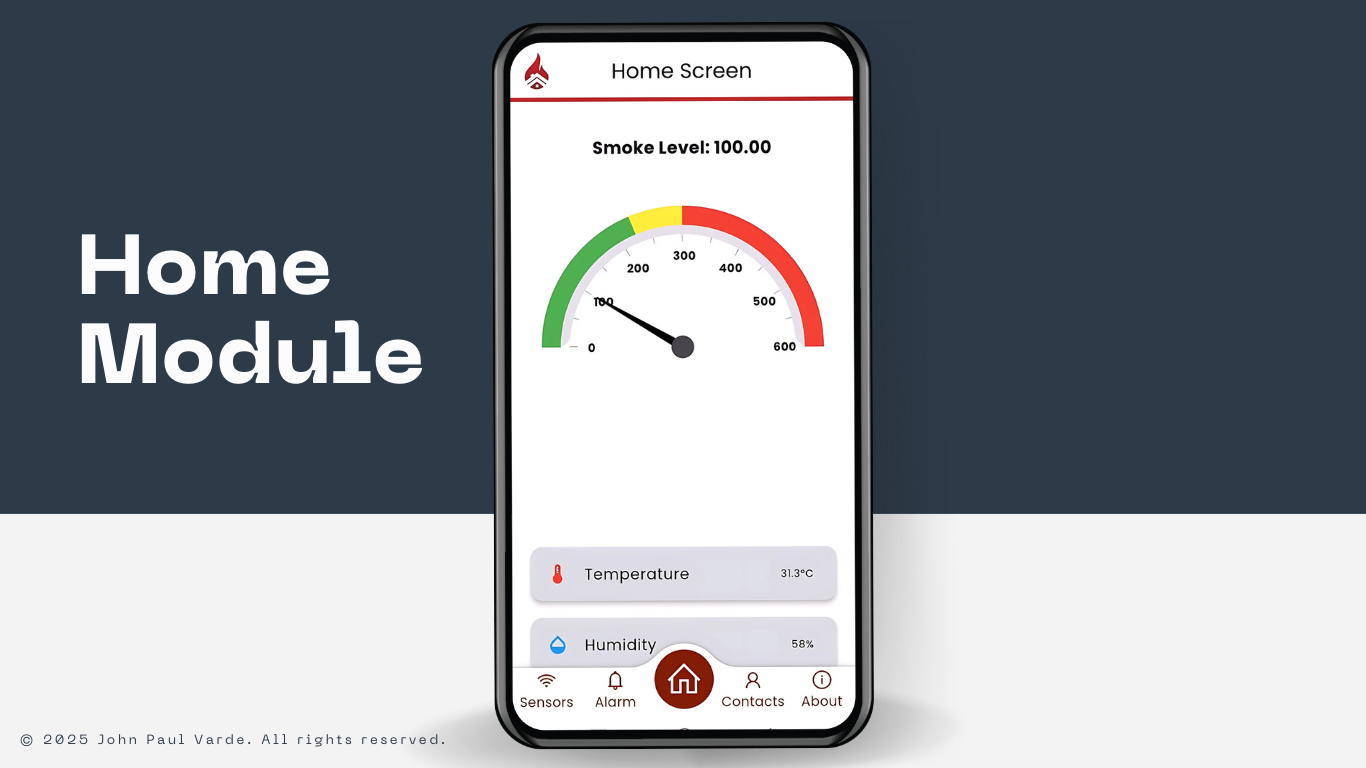 Home Screen
Smoke Level: 100.00
Home
Module
300
200
400
100
500
0
600
Temperature
31.3°C
Humidity
58%
Sensors
Alarm
Contacts
About
© 2025 John Paul Varde. All rights reserved.